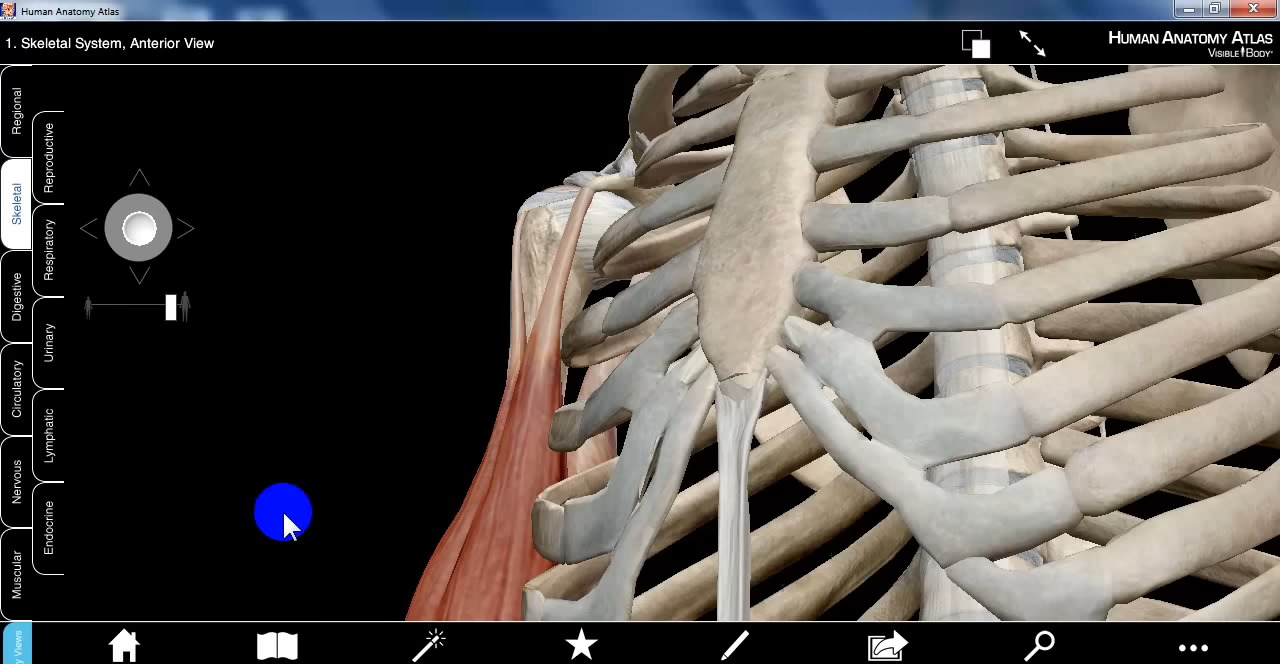 Human Anatomy Atlas
1. Skeletal System, Anterior View
HUMAN ANATOMY ATLAS
VISIBLE BODY®
Regional
Skeletal
Digestive
Circulatory
Nervous
Muscular
Reproductive
Respiratory
Urinary
Lymphatic
Endocrine
y Views